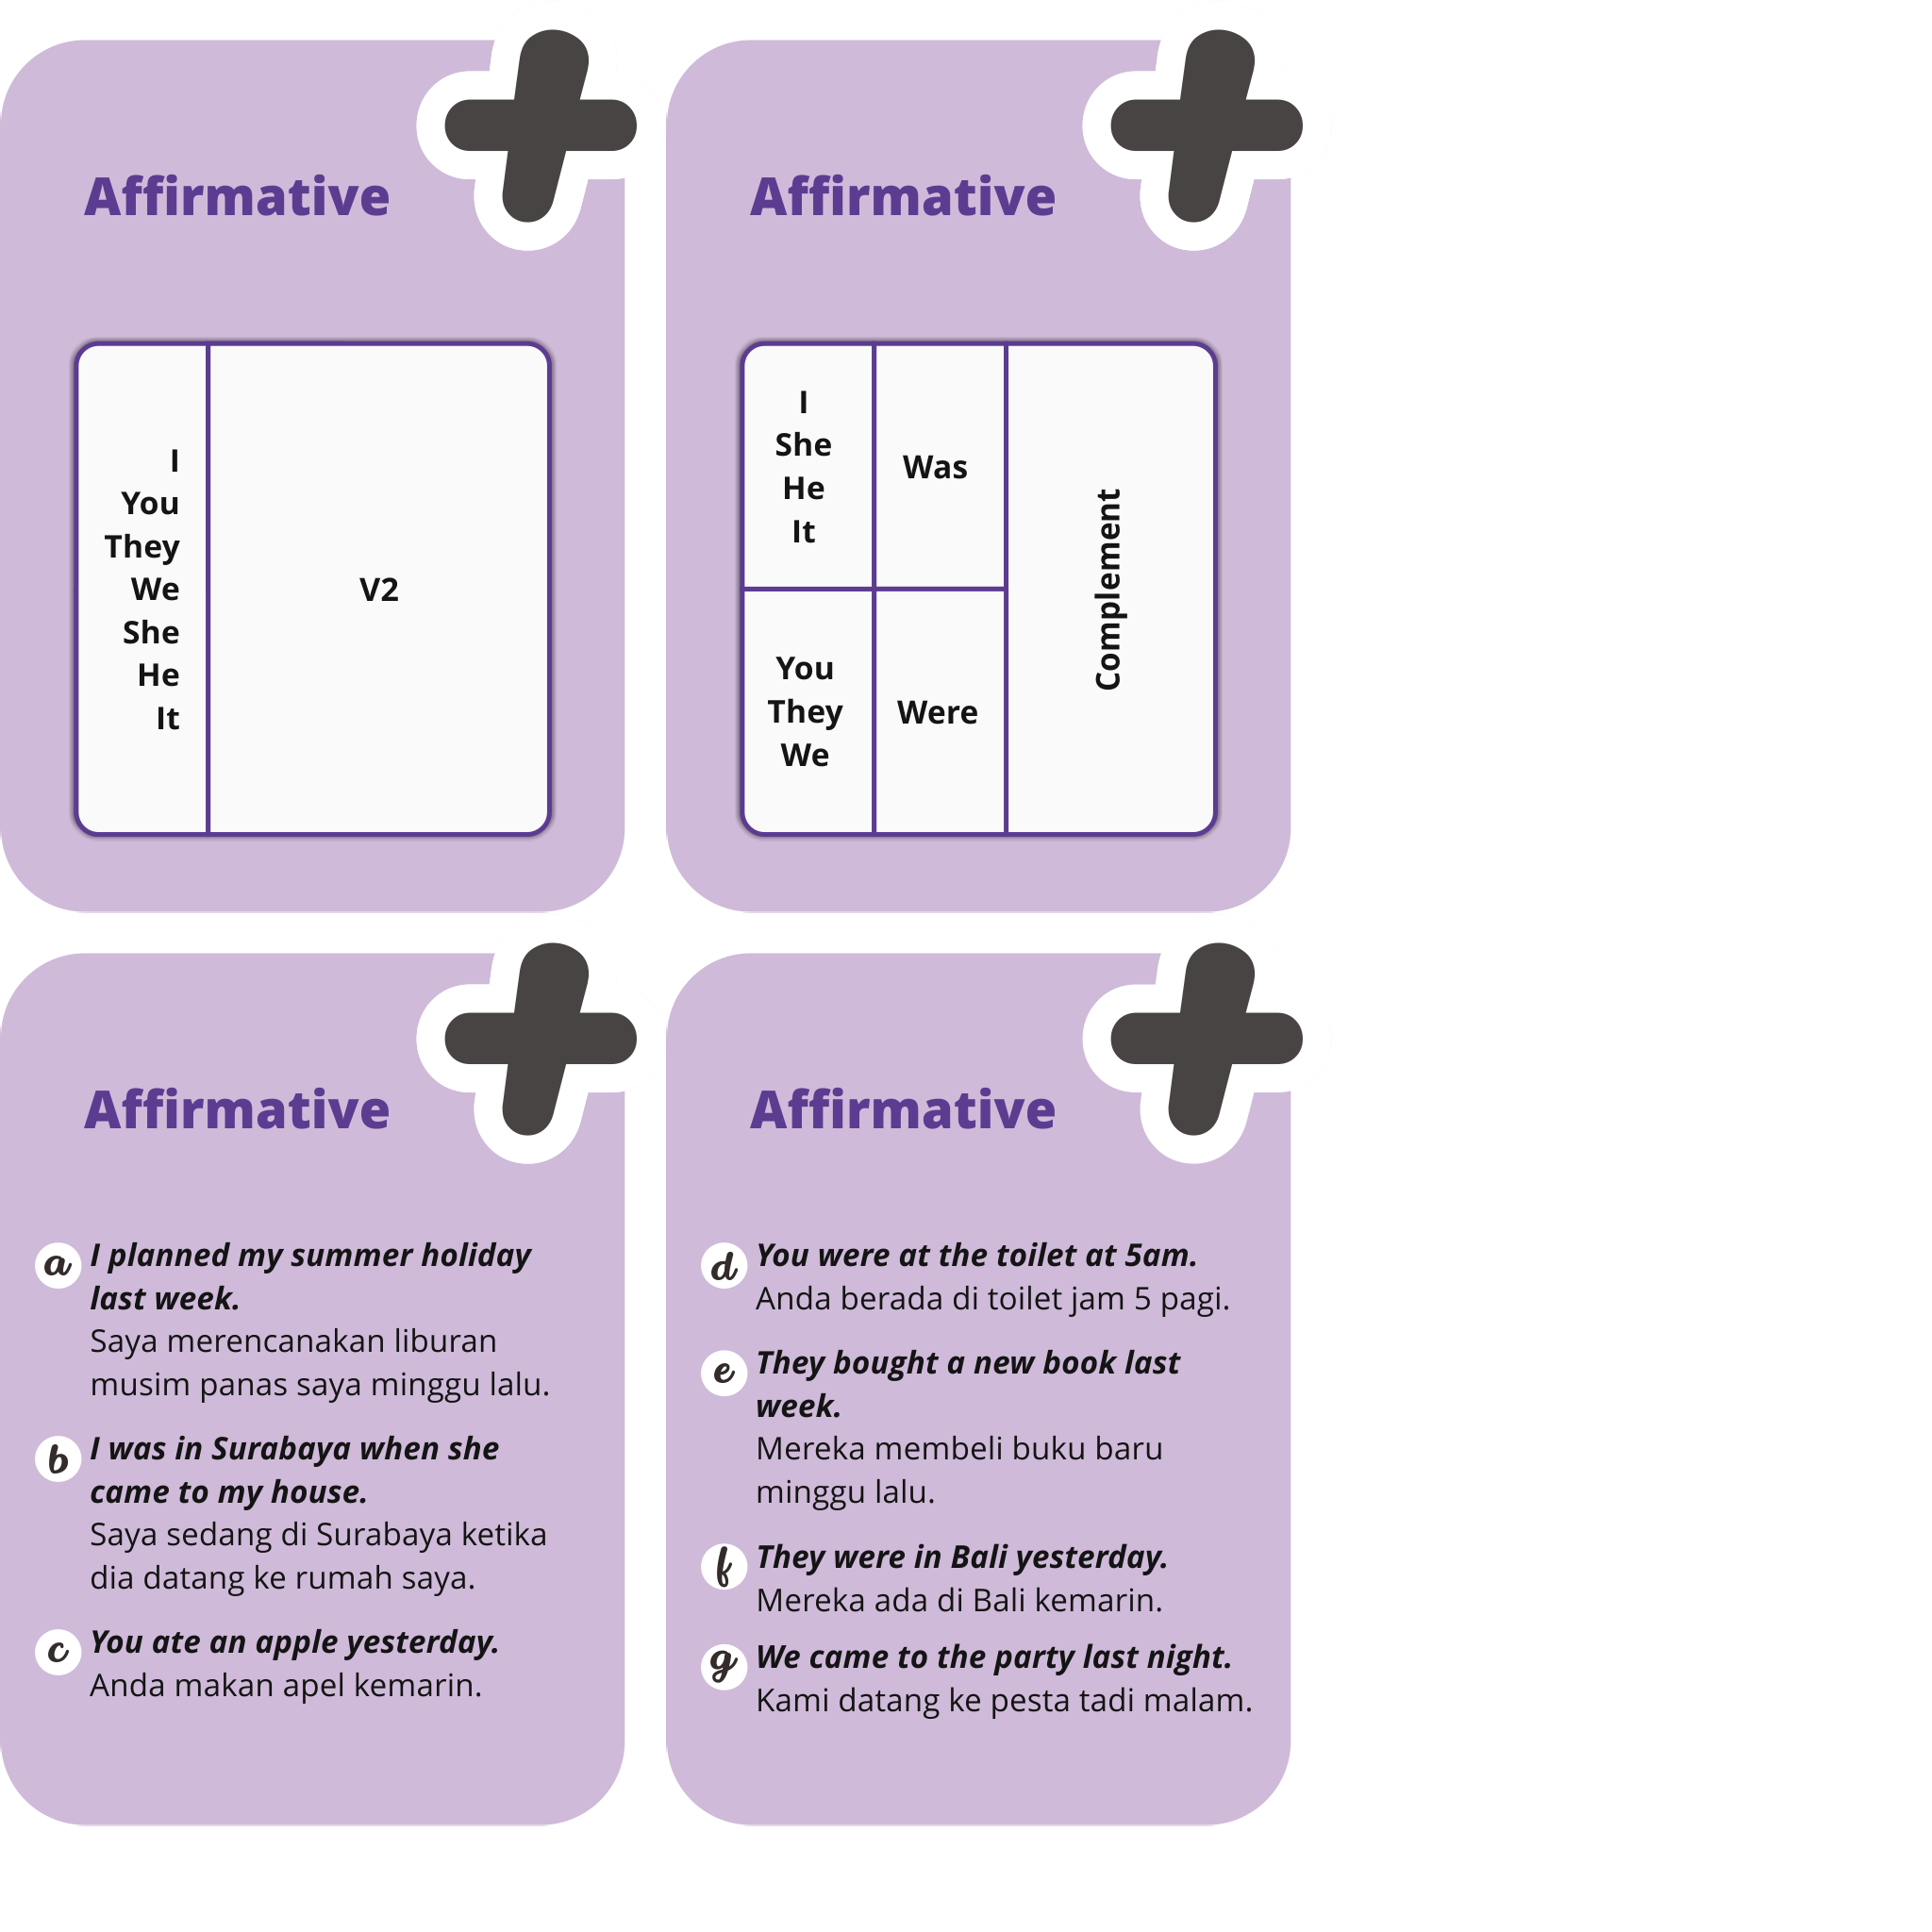 Affirmative
I
You
They
We
She
He
It
V2
Affirmative
I
She
He
It
Was
You
They
We
Were
Complement
Affirmative
a I planned my summer holiday
last week.
Saya merencanakan liburan
musim panas saya minggu lalu.
b I was in Surabaya when she
came to my house.
Saya sedang di Surabaya ketika
dia datang ke rumah saya.
c You ate an apple yesterday.
Anda makan apel kemarin.
Affirmative
d You were at the toilet at 5am.
Anda berada di toilet jam 5 pagi.
e They bought a new book last
week.
Mereka membeli buku baru
minggu lalu.
f They were in Bali yesterday.
Mereka ada di Bali kemarin.
g We came to the party last night.
Kami datang ke pesta tadi malam.